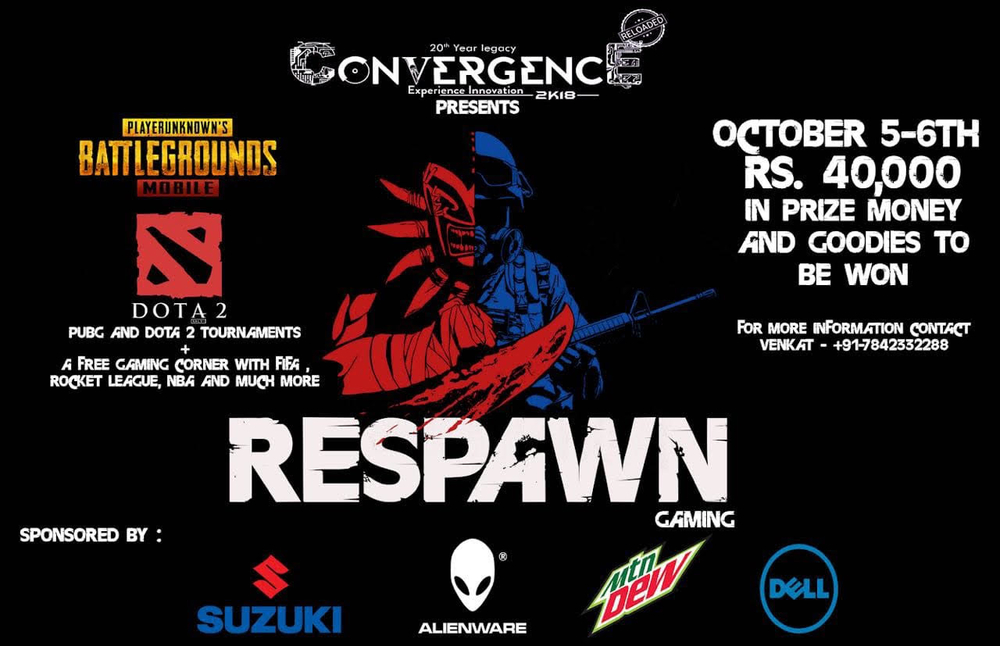 RELOADED
20th Year legacy
CONVERGENCE
Experience Innovation
2K18
PRESENTS
PLAYERUNKNOWN'S
BATTLEGROUNDS
MOBILE
DOTA 2
PUBG AND DOTA 2 TOURNAMENTS
+
A FREE GAMING CORNER WITH FIFA ,
ROCKET LEAGUE, NBA AND MUCH MORE
OCTOBER 5-6TH
RS. 40,000
IN PRIZE MONEY
AND GOODIES TO
BE WON
FOR MORE INFORMATION CONTACT
VENKAT - +91-7842332288
RESPAWN
GAMING
SPONSORED BY :
SUZUKI
®
ALIENWARE
Mtn
DEW
DELL